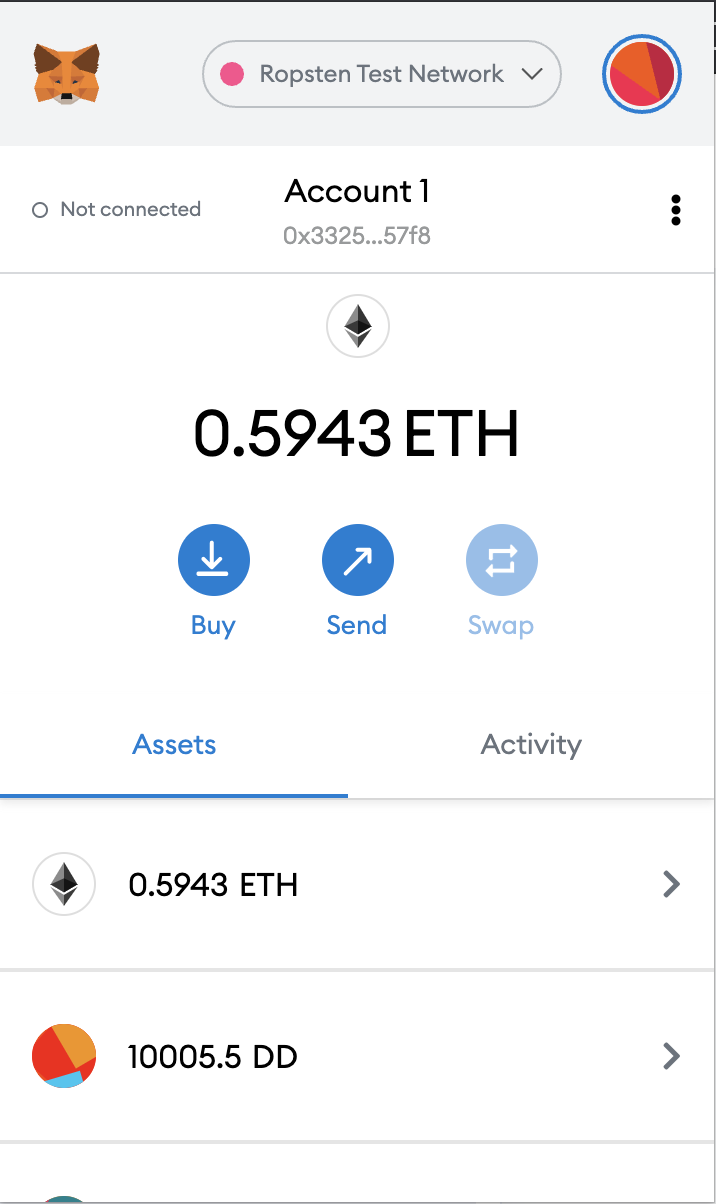 Ropsten Test Network
Not connected
Account 1
0x3325...57f8
0.5943 ETH
Buy
Send
Swap
Assets
Activity
0.5943 ETH
10005.5 DD